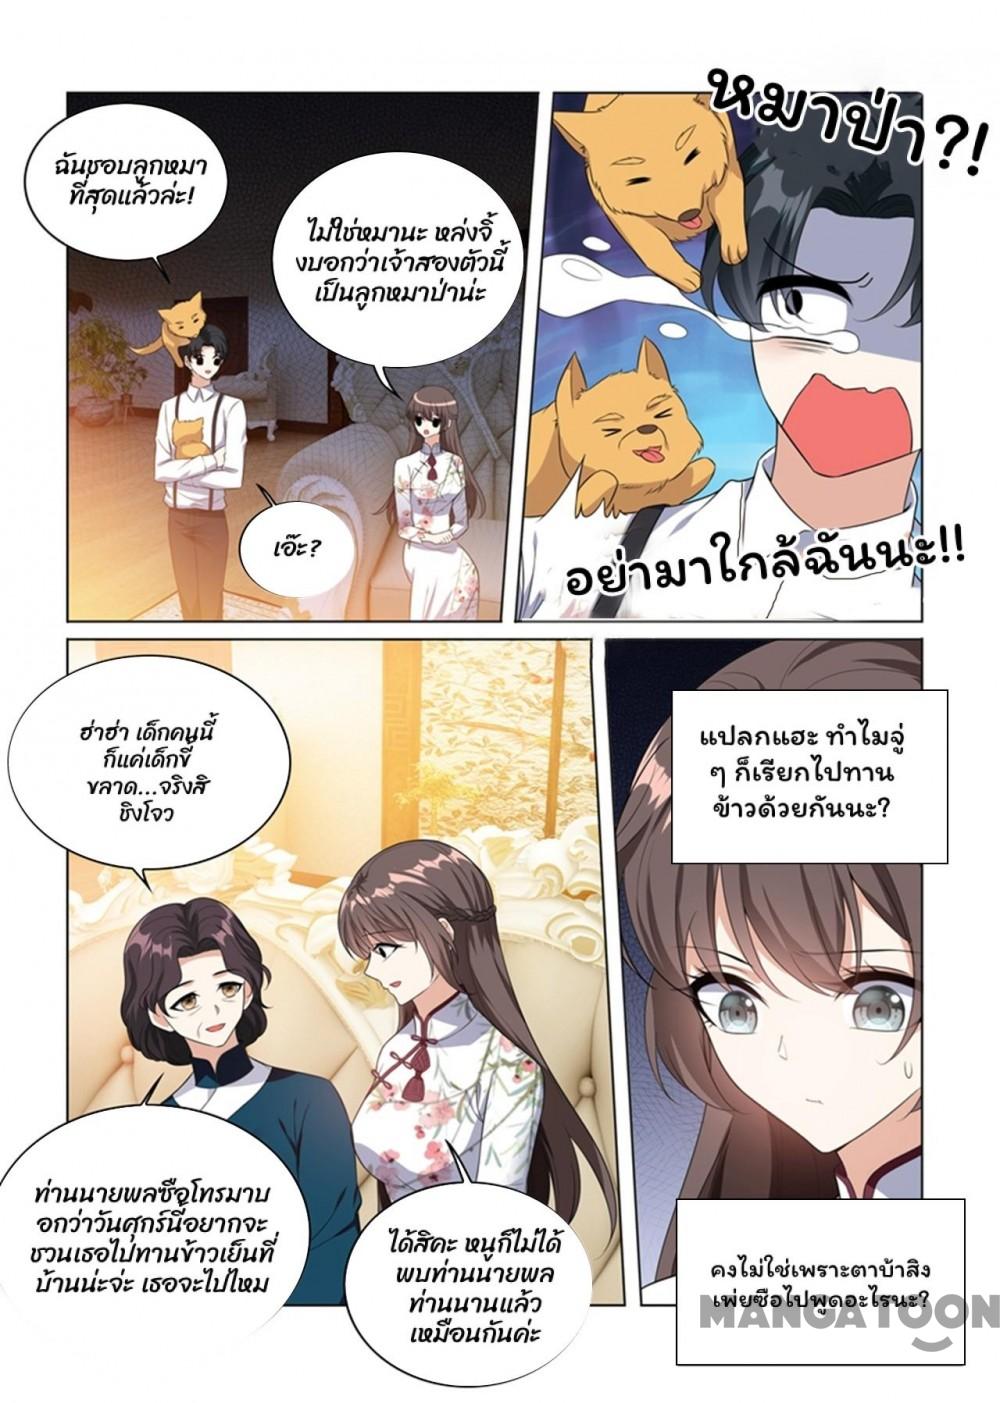 ฉันชอบลูกหมา
ที่สุดแล้วล่ะ!
ไม่ใช่หมานะ หล่งจิ้
งบอกว่าเจ้าสองตัวนี้
เป็นลูกหมาป่าน่ะ
เอ๊ะ?
หมาป่า?!
อย่ามาใกล้ฉันนะ!!
ฮ่าฮ่า เด็กคนนี้
ก็แค่เด็กขี้
ขลาด...จริงสิ
ชิงโจว
ท่านนายพลซือโทรมาบ
อกว่าวันศุกร์นี้อยากจะ
ชวนเธอไปทานข้าวเย็นที่
บ้านน่ะจ่ะ เธอจะไปไหม
ได้สิคะ หนูก็ไม่ได้
พบท่านนายพล
ท่านนานแล้ว
เหมือนกันค่ะ
แปลกแฮะ ทำไมจู่
ๆ ก็เรียกไปทาน
ข้าวด้วยกันนะ?
คงไม่ใช่เพราะตาบ้าสิง
เพ่ยซือไปพูดอะไรนะ?
MANGATOON